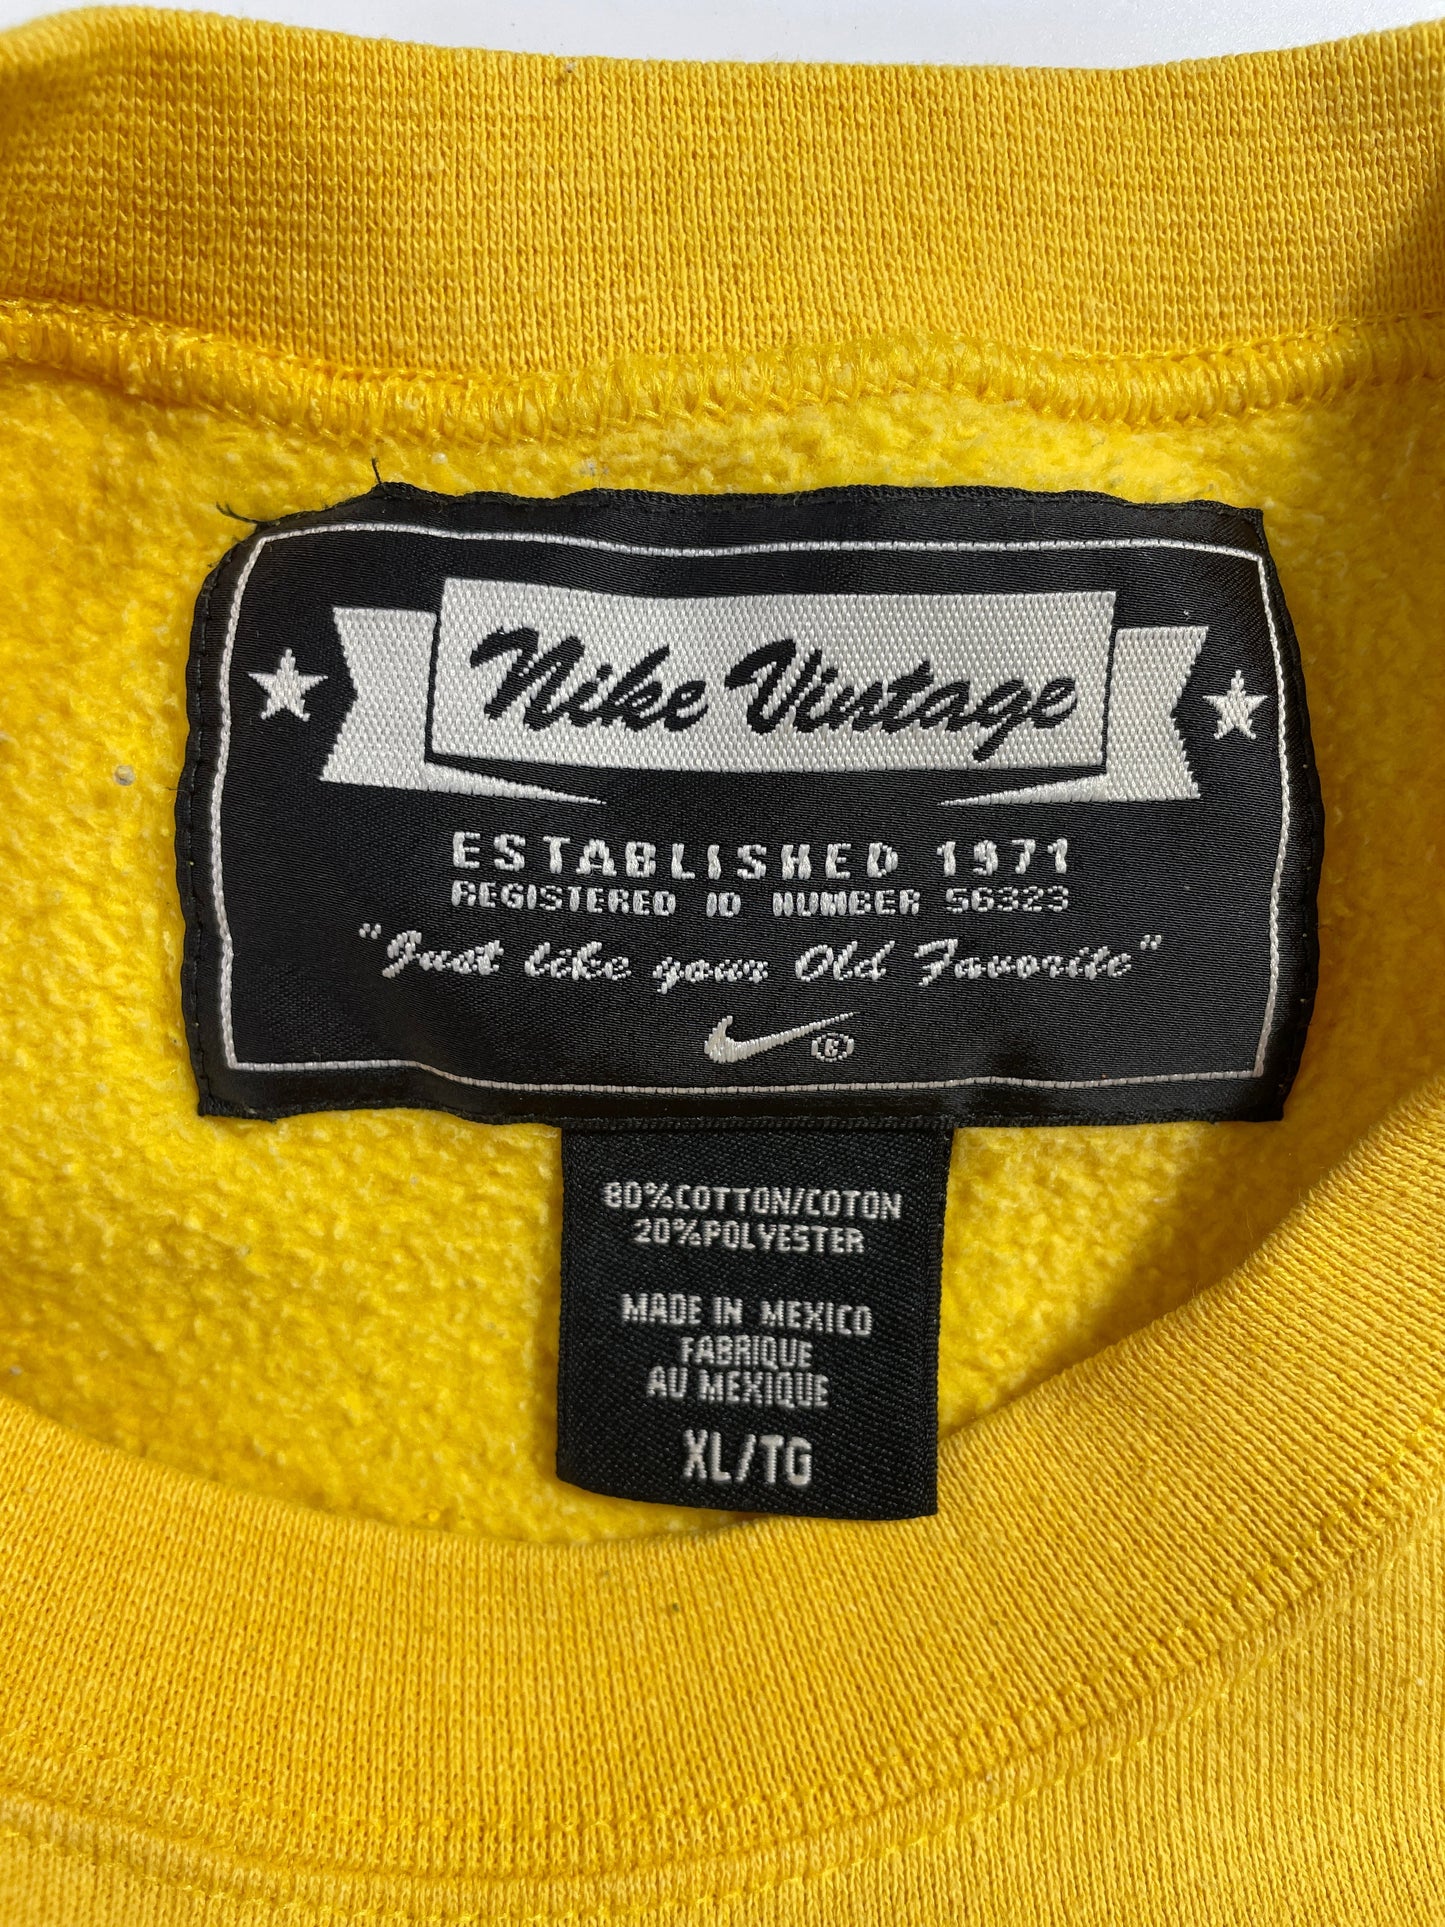 Nike Vintage
ESTABLISHED 1971
REGISTERED ID NUMBER 56323
"Just like your Old Favorite"
80%COTTON/COTON
20%POLYESTER
MADE IN MEXICO
FABRIQUE
AU MEXIQUE
XL/TG